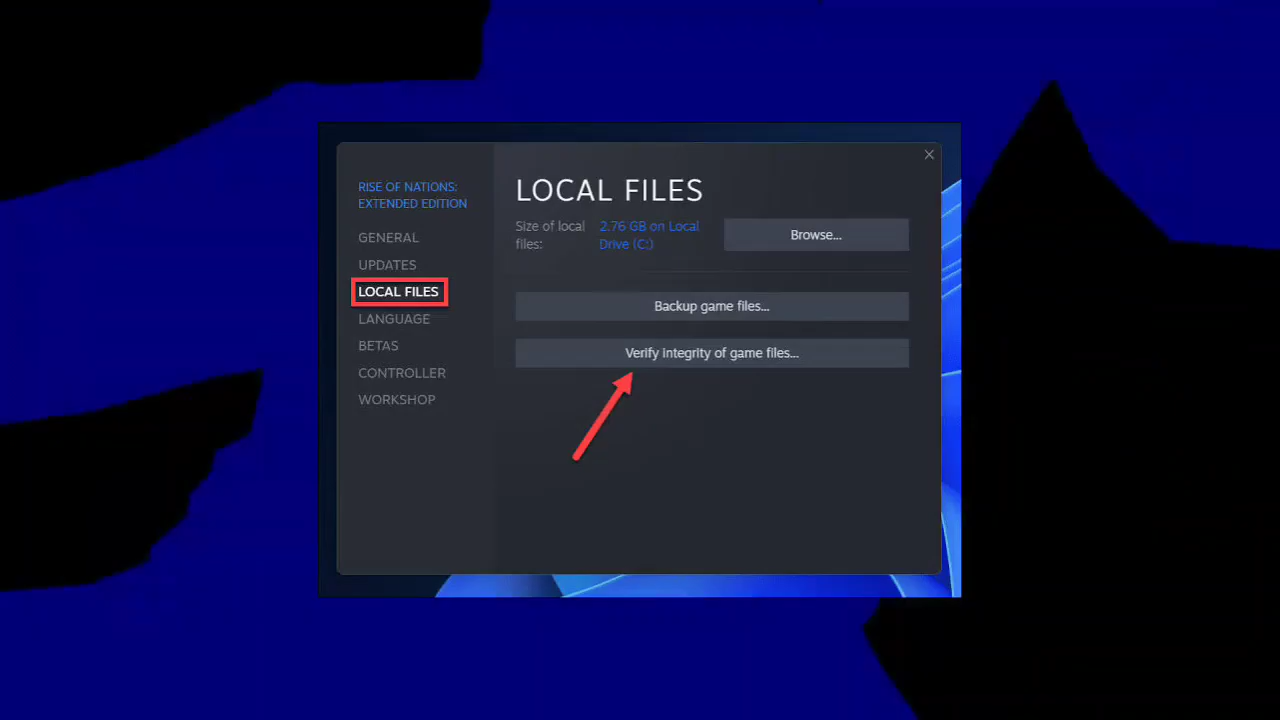 RISE OF NATIONS:
EXTENDED EDITION
GENERAL
UPDATES
LOCAL FILES
LANGUAGE
BETAS
CONTROLLER
WORKSHOP
LOCAL FILES
Size of local
files:
2.76 GB on Local
Drive (C:)
Browse...
Backup game files...
Verify integrity of game files...